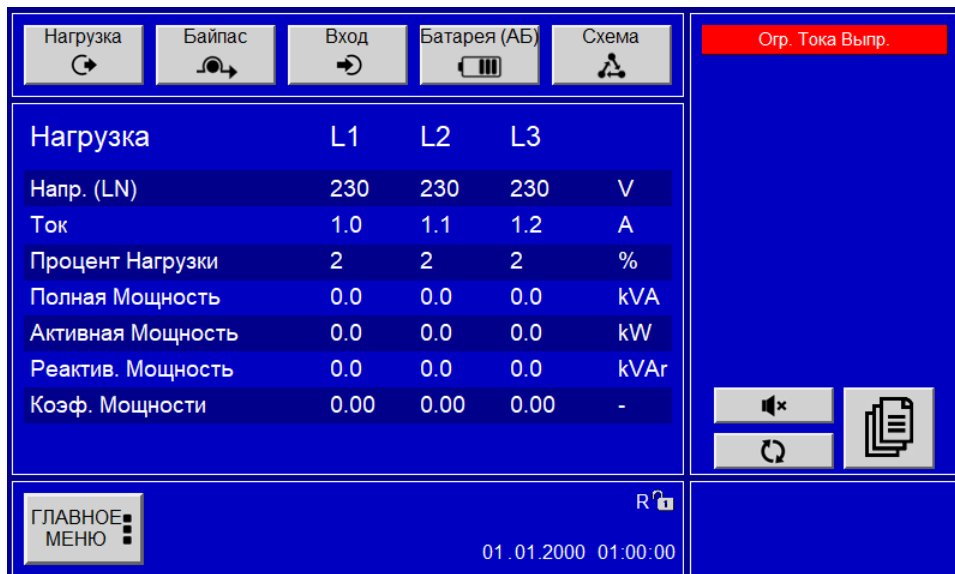 Нагрузка Байпас Вход Батарея (АБ) Схема
Огр. Тока Выпр.
Нагрузка L1 L2 L3
Напр. (LN) 230 230 230 V
Ток 1.0 1.1 1.2 A
Процент Нагрузки 2 2 2 %
Полная Мощность 0.0 0.0 0.0 kVA
Активная Мощность 0.0 0.0 0.0 kW
Реактив. Мощность 0.0 0.0 0.0 kVAr
Коэф. Мощности 0.00 0.00 0.00 -
ГЛАВНОЕ
МЕНЮ
R 1
01.01.2000 01:00:00